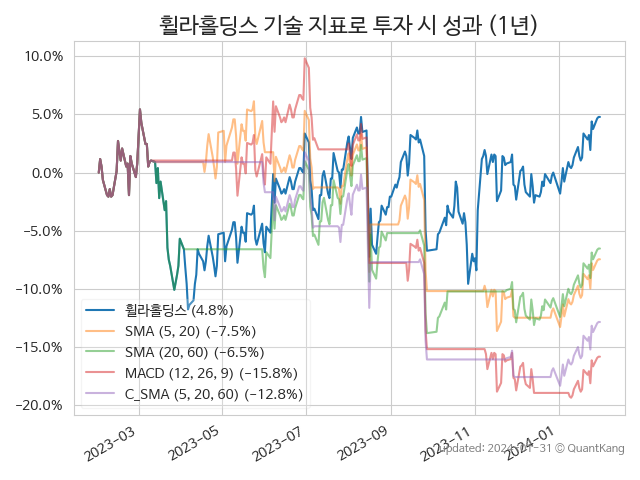 휠라홀딩스 기술 지표로 투자 시 성과 (1년)
10.0%
5.0%
0.0%
−5.0%
−10.0%
−15.0%
−20.0%
휠라홀딩스 (4.8%)
SMA (5, 20) (−7.5%)
SMA (20, 60) (−6.5%)
MACD (12, 26, 9) (−15.8%)
C_SMA (5, 20, 60) (−12.8%)
2023−03
2023−05
2023−07
2023−09
2023−11
2024−01
updated: 2024-01-31 © QuantKang